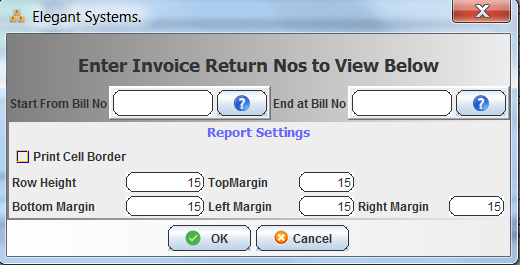 Elegant Systems.
Enter Invoice Return Nos to View Below
Start From Bill No ? End at Bill No ?
Report Settings
Print Cell Border
Row Height 15 TopMargin 15
Bottom Margin 15 Left Margin 15 Right Margin 15
OK Cancel